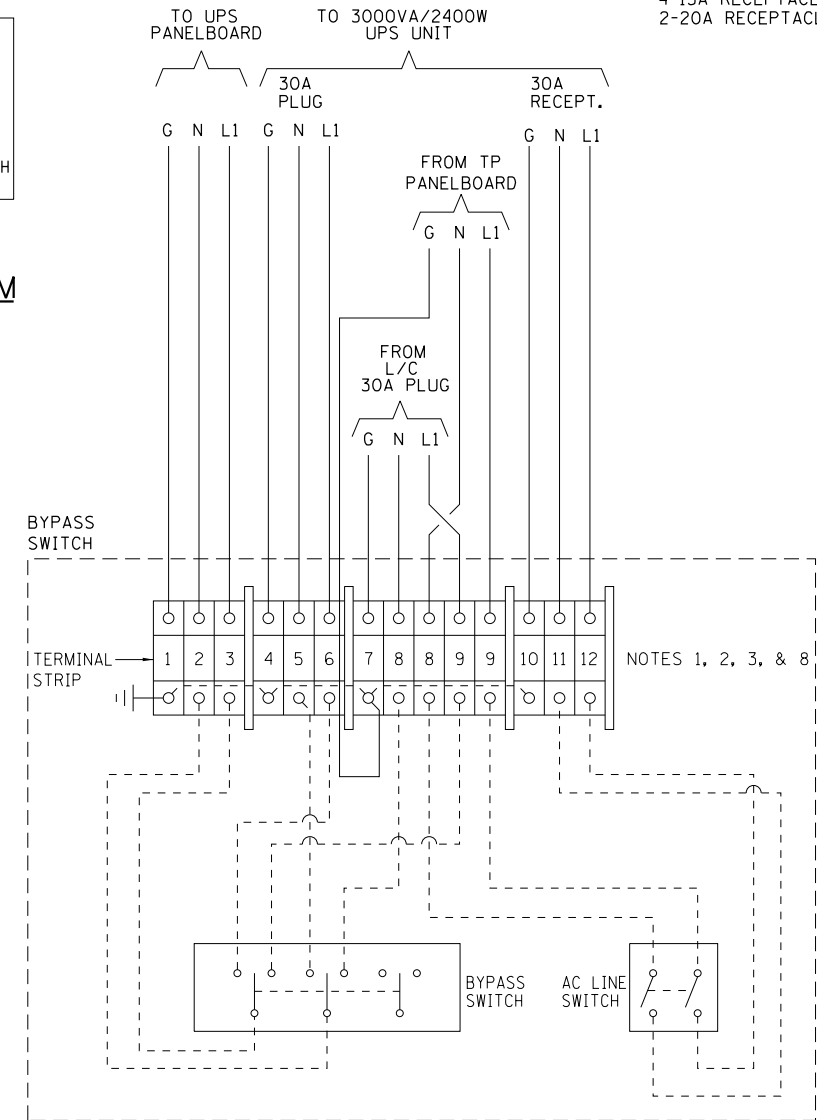 TO UPS
PANELBOARD
TO 3000VA/2400W
UPS UNIT
2-20A
H
M
30A
PLUG
30A
RECEPT.
G N L1 G N L1
G N L1
FROM TP
PANELBOARD
G N L1
FROM
L/C
30A PLUG
G N L1
BYPASS
SWITCH
TERMINAL
STRIP
1 2 3 4 5 6 7 8 8 9 9 10 11 12
NOTES 1, 2, 3, & 8
BYPASS
SWITCH
AC LINE
SWITCH